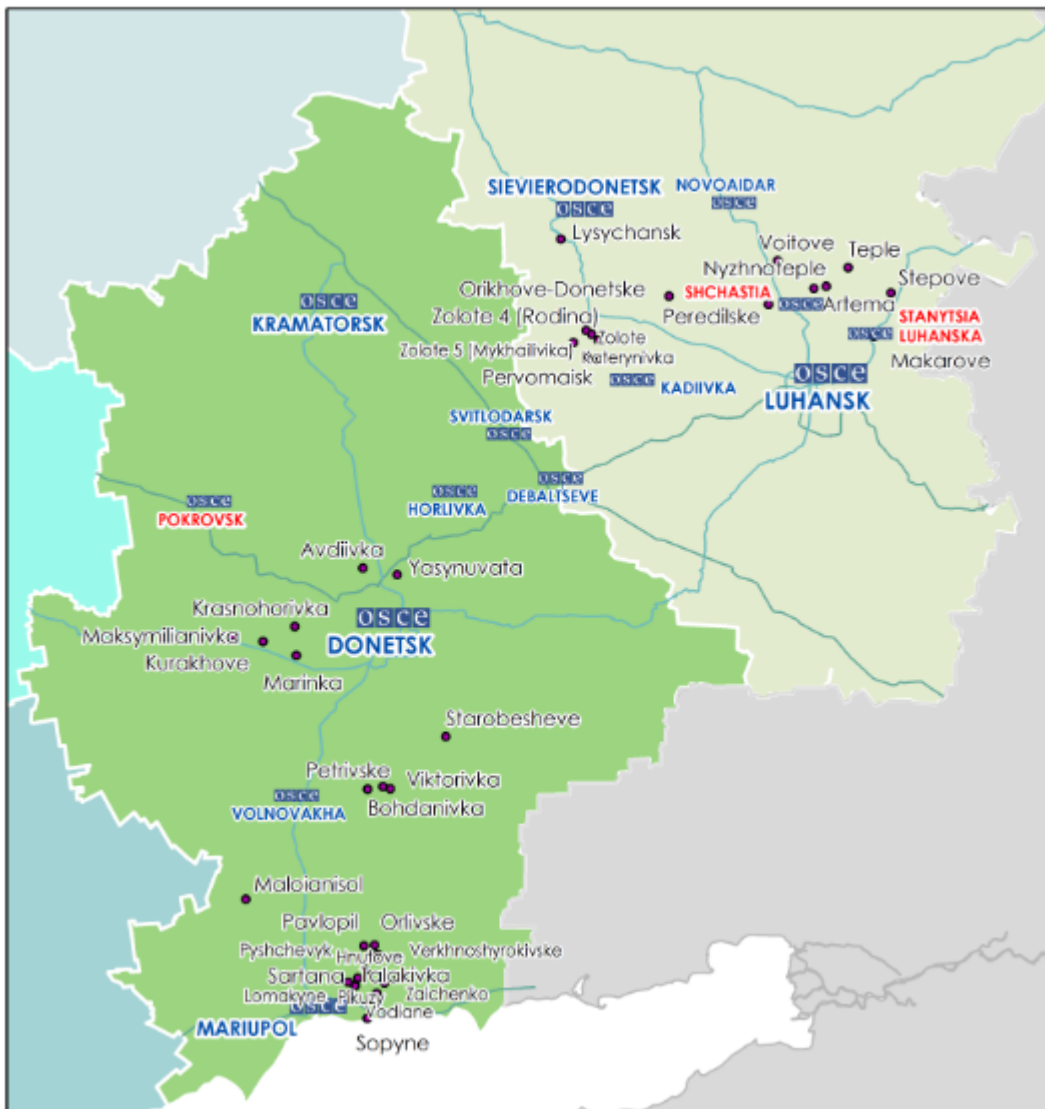 SIEVIERODONETSK
osce
NOVOAIDAR
osce
Lysychansk
Voitove
Teple
Nyzhnoteple
Stepove
Orikhove-Donetske
SHCHASTIA
osce
Artema
Peredilske
STANYTSIA
LUHANSKA
osce
Makarove
osce
KRAMATORSK
Zolote 4 (Rodina)
Zolote
Zolote 5 (Mykhailivika)
Katerynivka
Pervomaisk
osce
KADIIVKA
osce
LUHANSK
SVITLODARSK
osce
osce
DEBALTSEVE
osce
HORLIVKA
osce
POKROVSK
Avdiivka
Yasynuvata
Krasnohorivka
osce
DONETSK
Maksymilianivka
Kurakhove
Marinka
Starobesheve
Petrivske
Viktorivka
Bohdanivka
osce
VOLNOVAKHA
Maloianisol
Pavlopil
Orlivske
Pyshchevyk
Hnutove
Verkhnoshyrokivske
Sartana
Talakivka
Lomakyne
Pikuzy
Zaichenko
osce
MARIUPOL
Vodiane
Sopyne